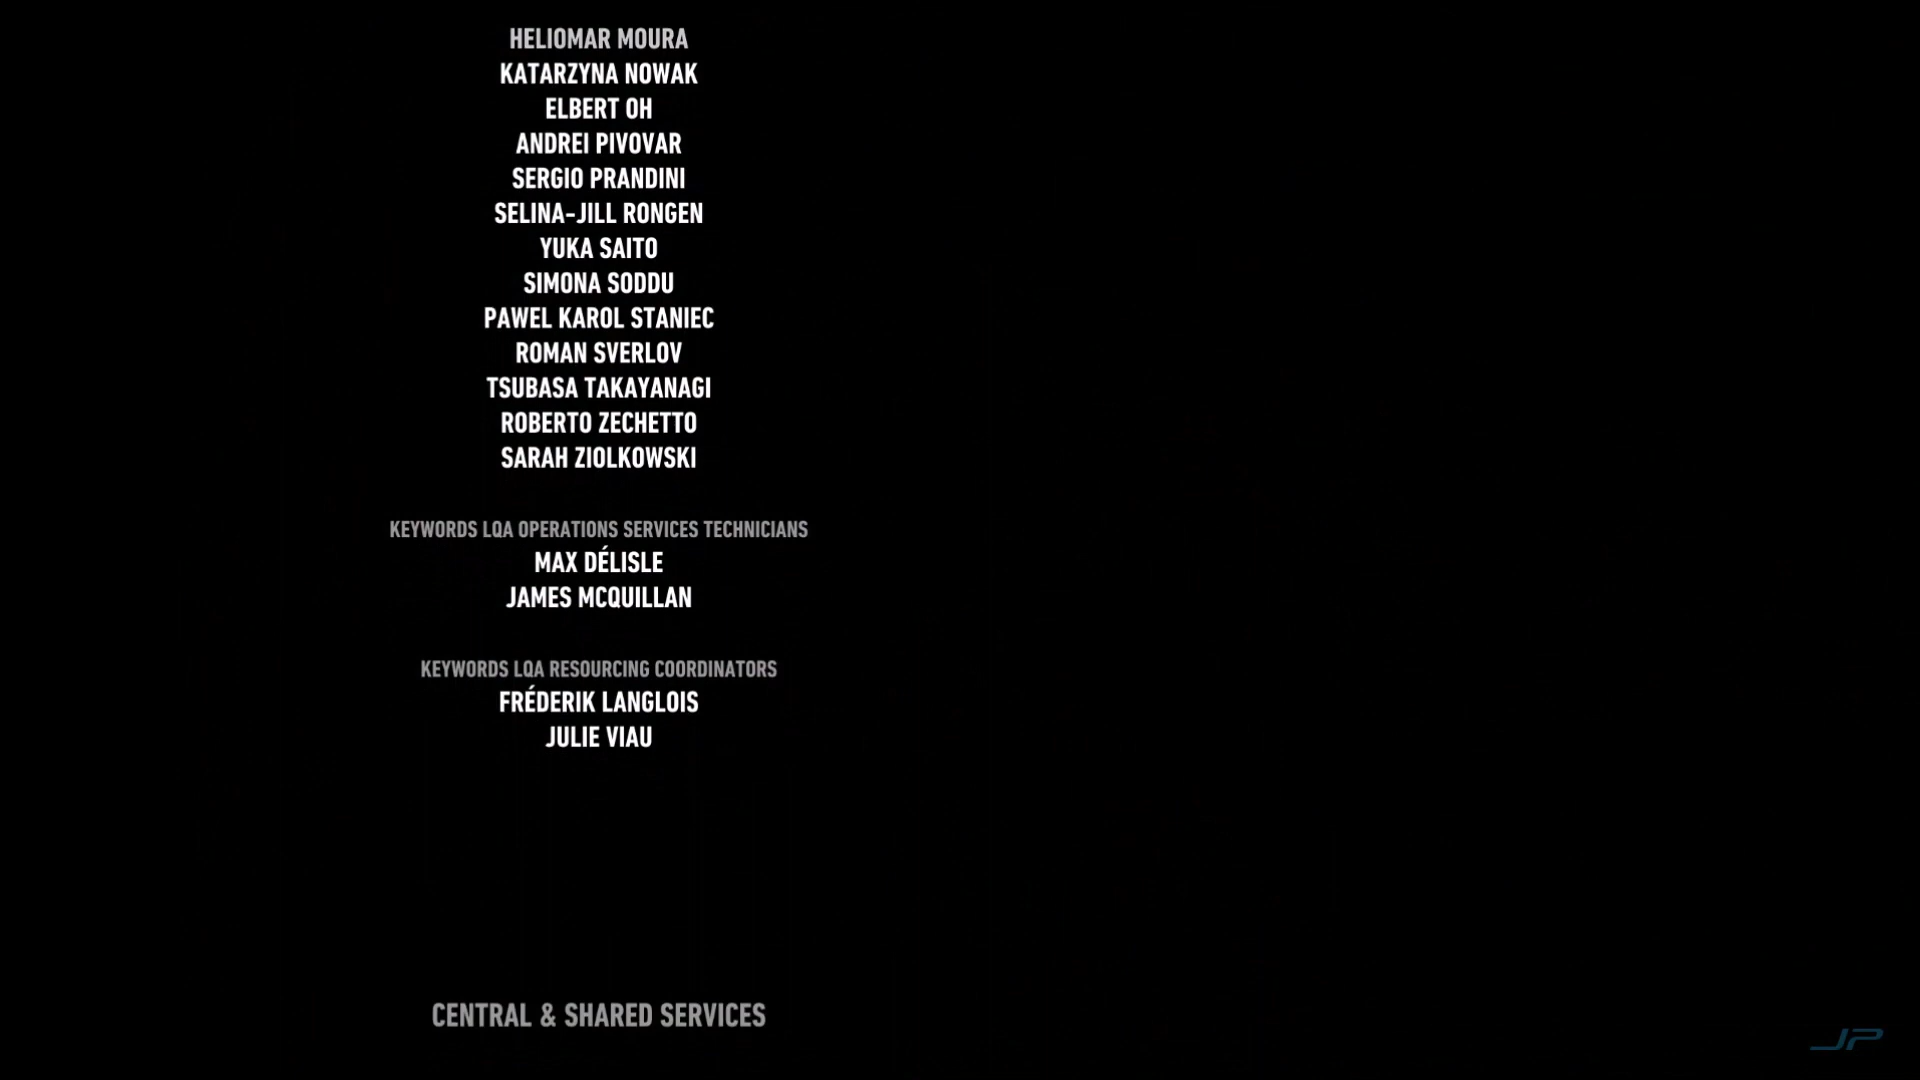 HELIOMAR MOURA
KATARZYNA NOWAK
ELBERT OH
ANDREI PIVOVAR
SERGIO PRANDINI
SELINA-JILL RONGEN
YUKA SAITO
SIMONA SODDU
PAWEL KAROL STANIEC
ROMAN SVERLOV
TSUBASA TAKAYANAGI
ROBERTO ZECHETTO
SARAH ZIOLKOWSKI
KEYWORDS LQA OPERATIONS SERVICES TECHNICIANS
MAX DÉLISLE
JAMES MCQUILLAN
KEYWORDS LQA RESOURCING COORDINATORS
FRÉDERIK LANGLOIS
JULIE VIAU
CENTRAL & SHARED SERVICES
JP